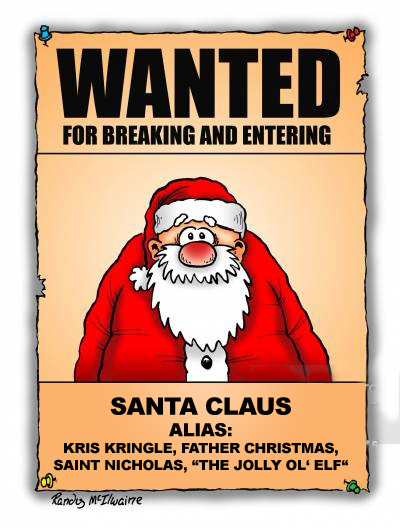 WANTED
FOR BREAKING AND ENTERING
SANTA CLAUS
ALIAS:
KRIS KRINGLE, FATHER CHRISTMAS,
SAINT NICHOLAS, “THE JOLLY OL‘ ELF“
Randy McIlwaine